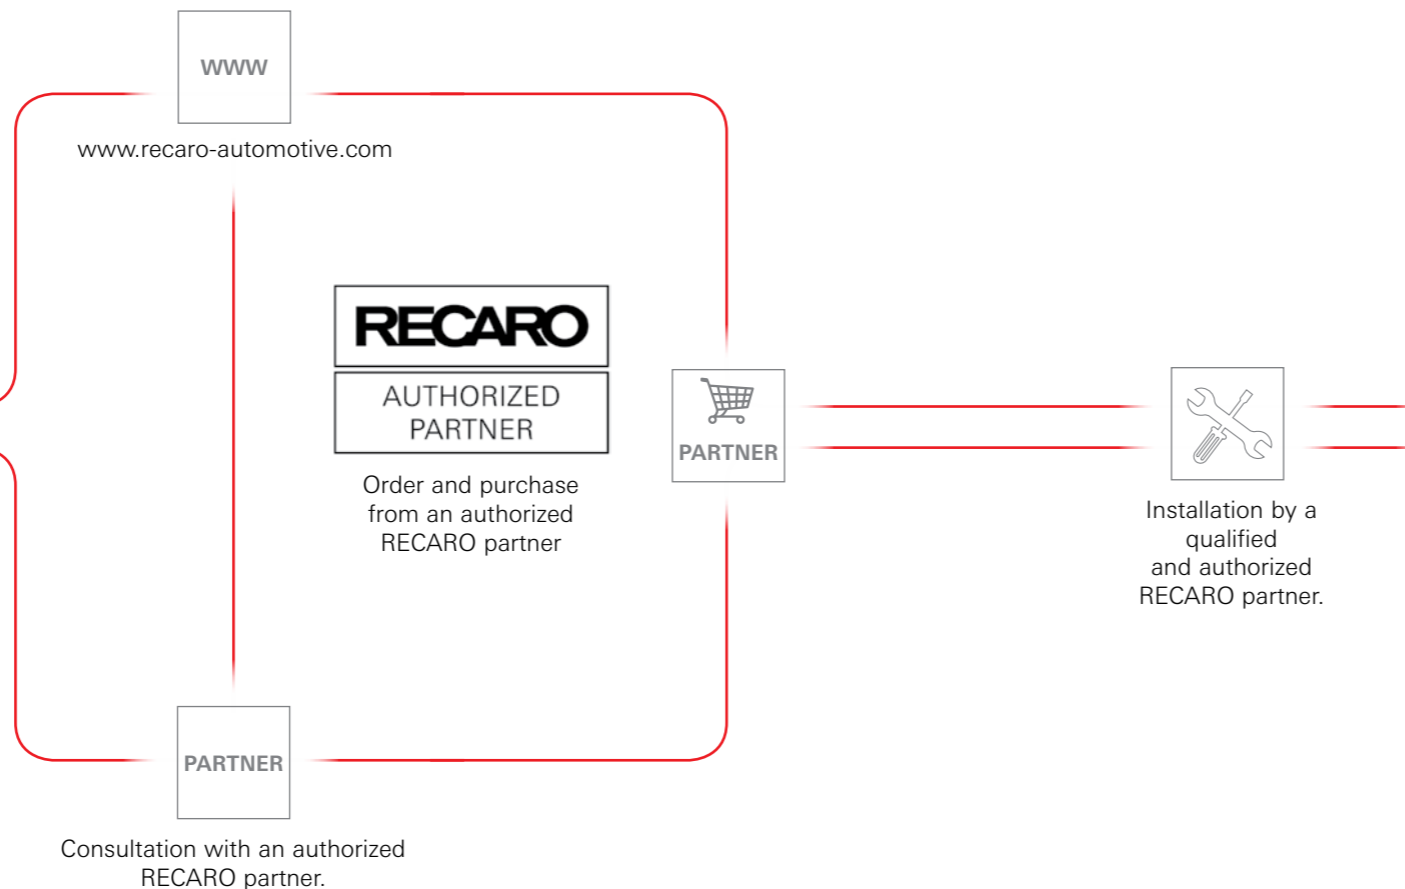 WWW
www.recaro-automotive.com
RECARO
AUTHORIZED
PARTNER
Order and purchase
from an authorized
RECARO partner
PARTNER
Installation by a
qualified
and authorized
RECARO partner.
PARTNER
Consultation with an authorized
RECARO partner.